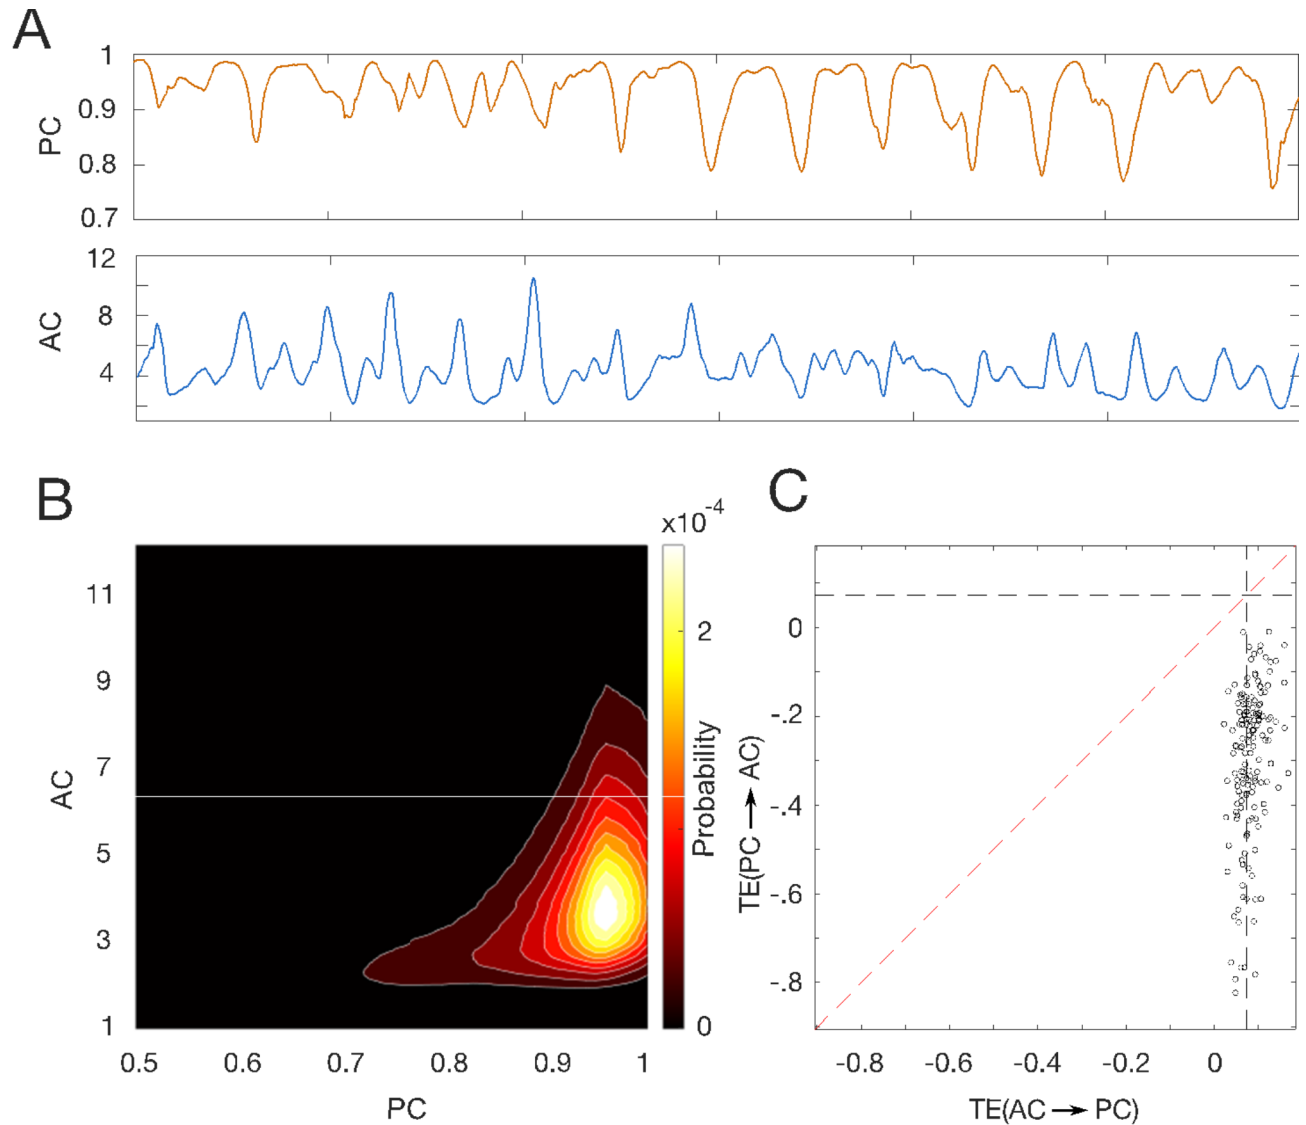 A
PC
1
0.9
0.8
0.7
AC
12
8
4
B
x10-4
AC
11
9
7
5
3
1
0.5
0.6
0.7
0.8
0.9
1
PC
2
0
Probability
C
TE(PC → AC)
0
-.2
-.4
-.6
-.8
-0.8
-0.6
-0.4
-0.2
0
TE(AC → PC)